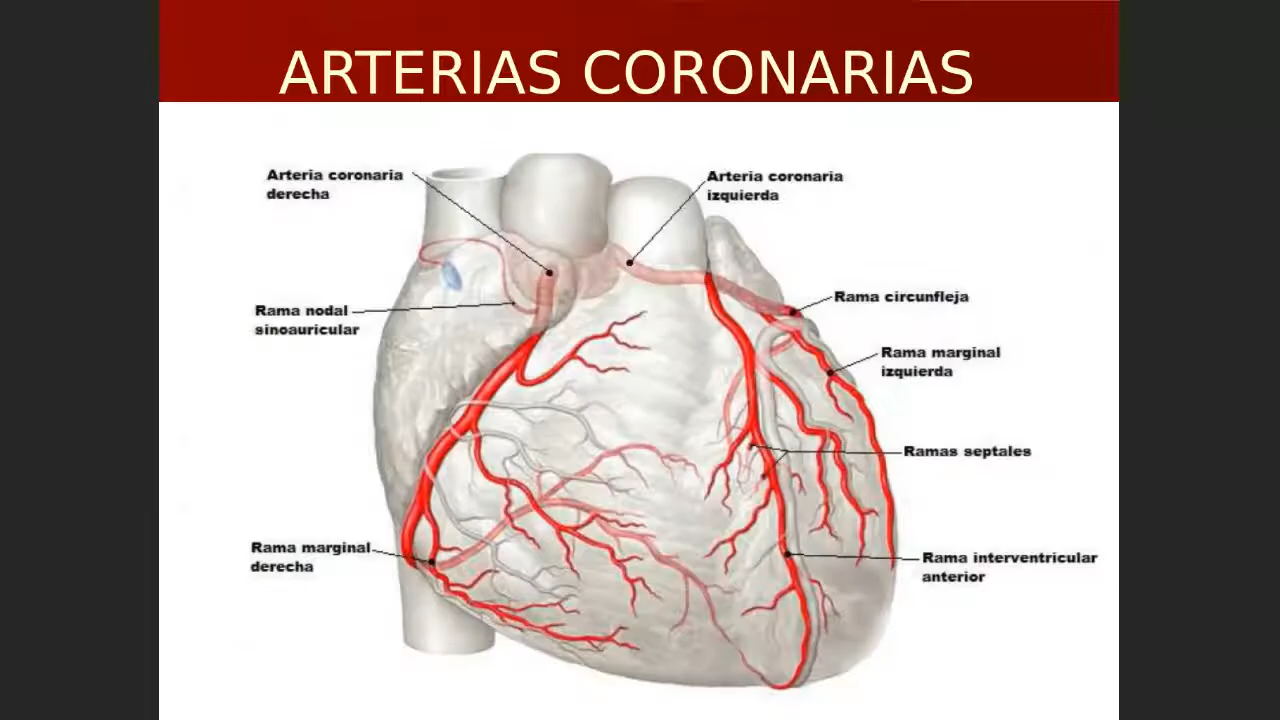 ARTERIAS CORONARIAS
Arteria coronaria
derecha
Arteria coronaria
izquierda
Rama nodal
sinoauricular
Rama circunfleja
Rama marginal
izquierda
Ramas septales
Rama marginal
derecha
Rama interventricular
anterior